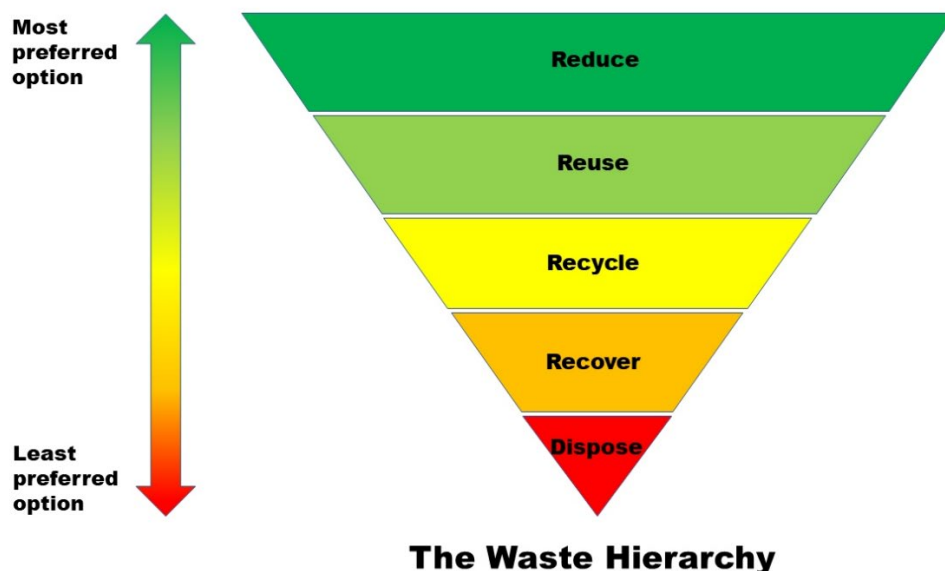 Most
preferred
option
Reduce
Reuse
Recycle
Recover
Dispose
Least
preferred
option
The Waste Hierarchy